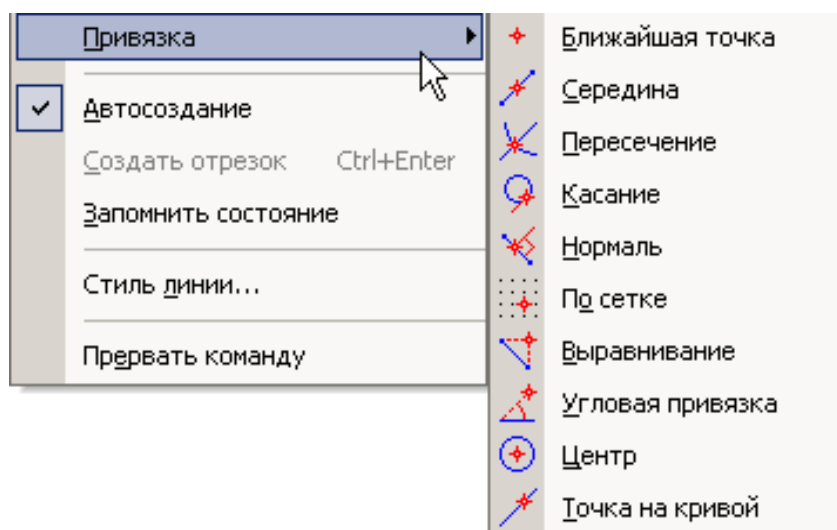 Привязка
Автосоздание
Создать отрезок Ctrl+Enter
Запомнить состояние
Стиль линии...
Прервать команду
Ближайшая точка
Середина
Пересечение
Касание
Нормаль
По сетке
Выравнивание
Угловая привязка
Центр
Точка на кривой